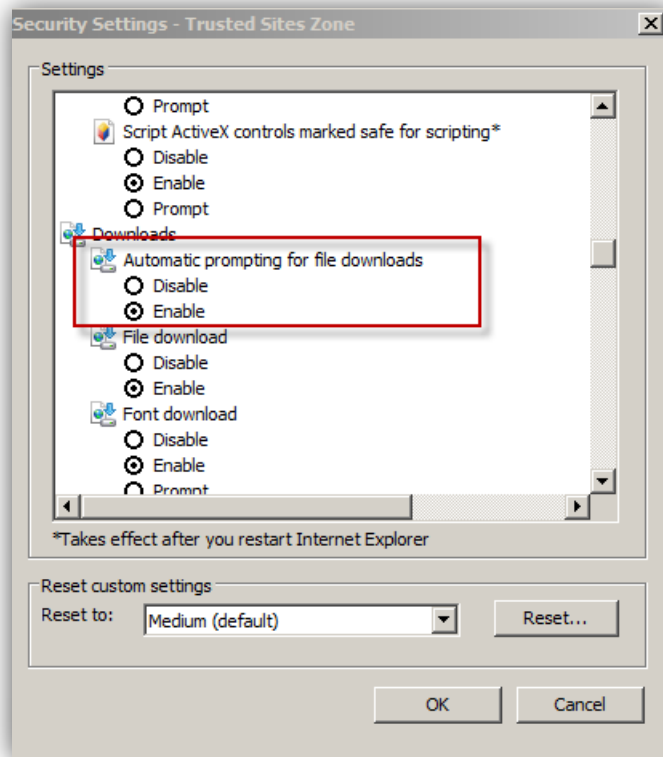 Security Settings - Trusted Sites Zone
Settings
Prompt
Script ActiveX controls marked safe for scripting*
Disable
Enable
Prompt
Downloads
Automatic prompting for file downloads
Disable
Enable
File download
Disable
Enable
Font download
Disable
Enable
Prompt
*Takes effect after you restart Internet Explorer
Reset custom settings
Reset to: Medium (default) Reset...
OK Cancel